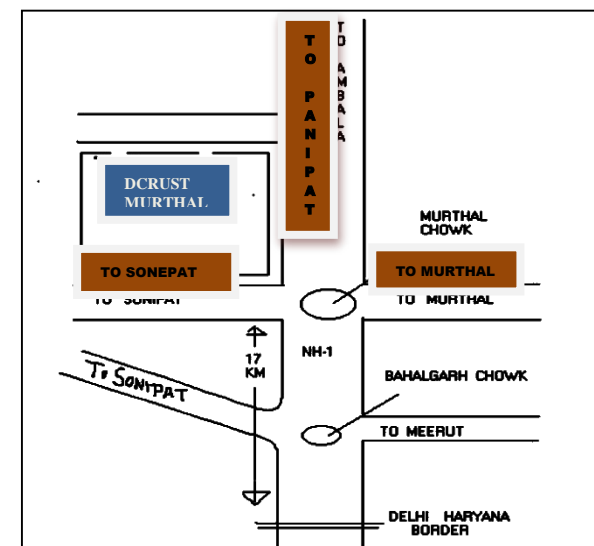 TO PANIPAT
TO AMBALA
DCRUST
MURTHAL
MURTHAL
CHOWK
TO SONEPAT
TO MURTHAL
TO SONIPAT
TO MURTHAL
17
KM
NH-1
To SONIPAT
BAHALGARH CHOWK
TO MEERUT
DELHI HARYANA
BORDER